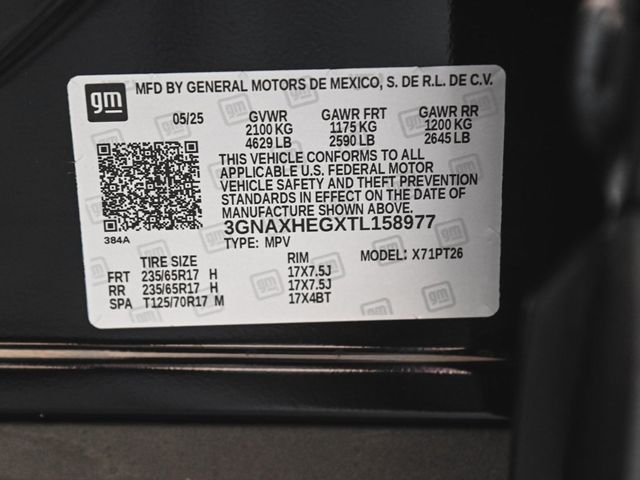 gm
MFD BY GENERAL MOTORS DE MEXICO, S. DE R.L. DE C.V.
05/25 GVWR GAWR FRT GAWR RR
2100 KG 1175 KG 1200 KG
4629 LB 2590 LB 2645 LB
THIS VEHICLE CONFORMS TO ALL
APPLICABLE U.S. FEDERAL MOTOR
VEHICLE SAFETY AND THEFT PREVENTION
STANDARDS IN EFFECT ON THE DATE OF
MANUFACTURE SHOWN ABOVE.
384A
3GNAXHEGXTL158977
TYPE: MPV MODEL: X71PT26
TIRE SIZE RIM
FRT 235/65R17 H 17X7.5J
RR 235/65R17 H 17X7.5J
SPA T125/70R17 M 17X4BT